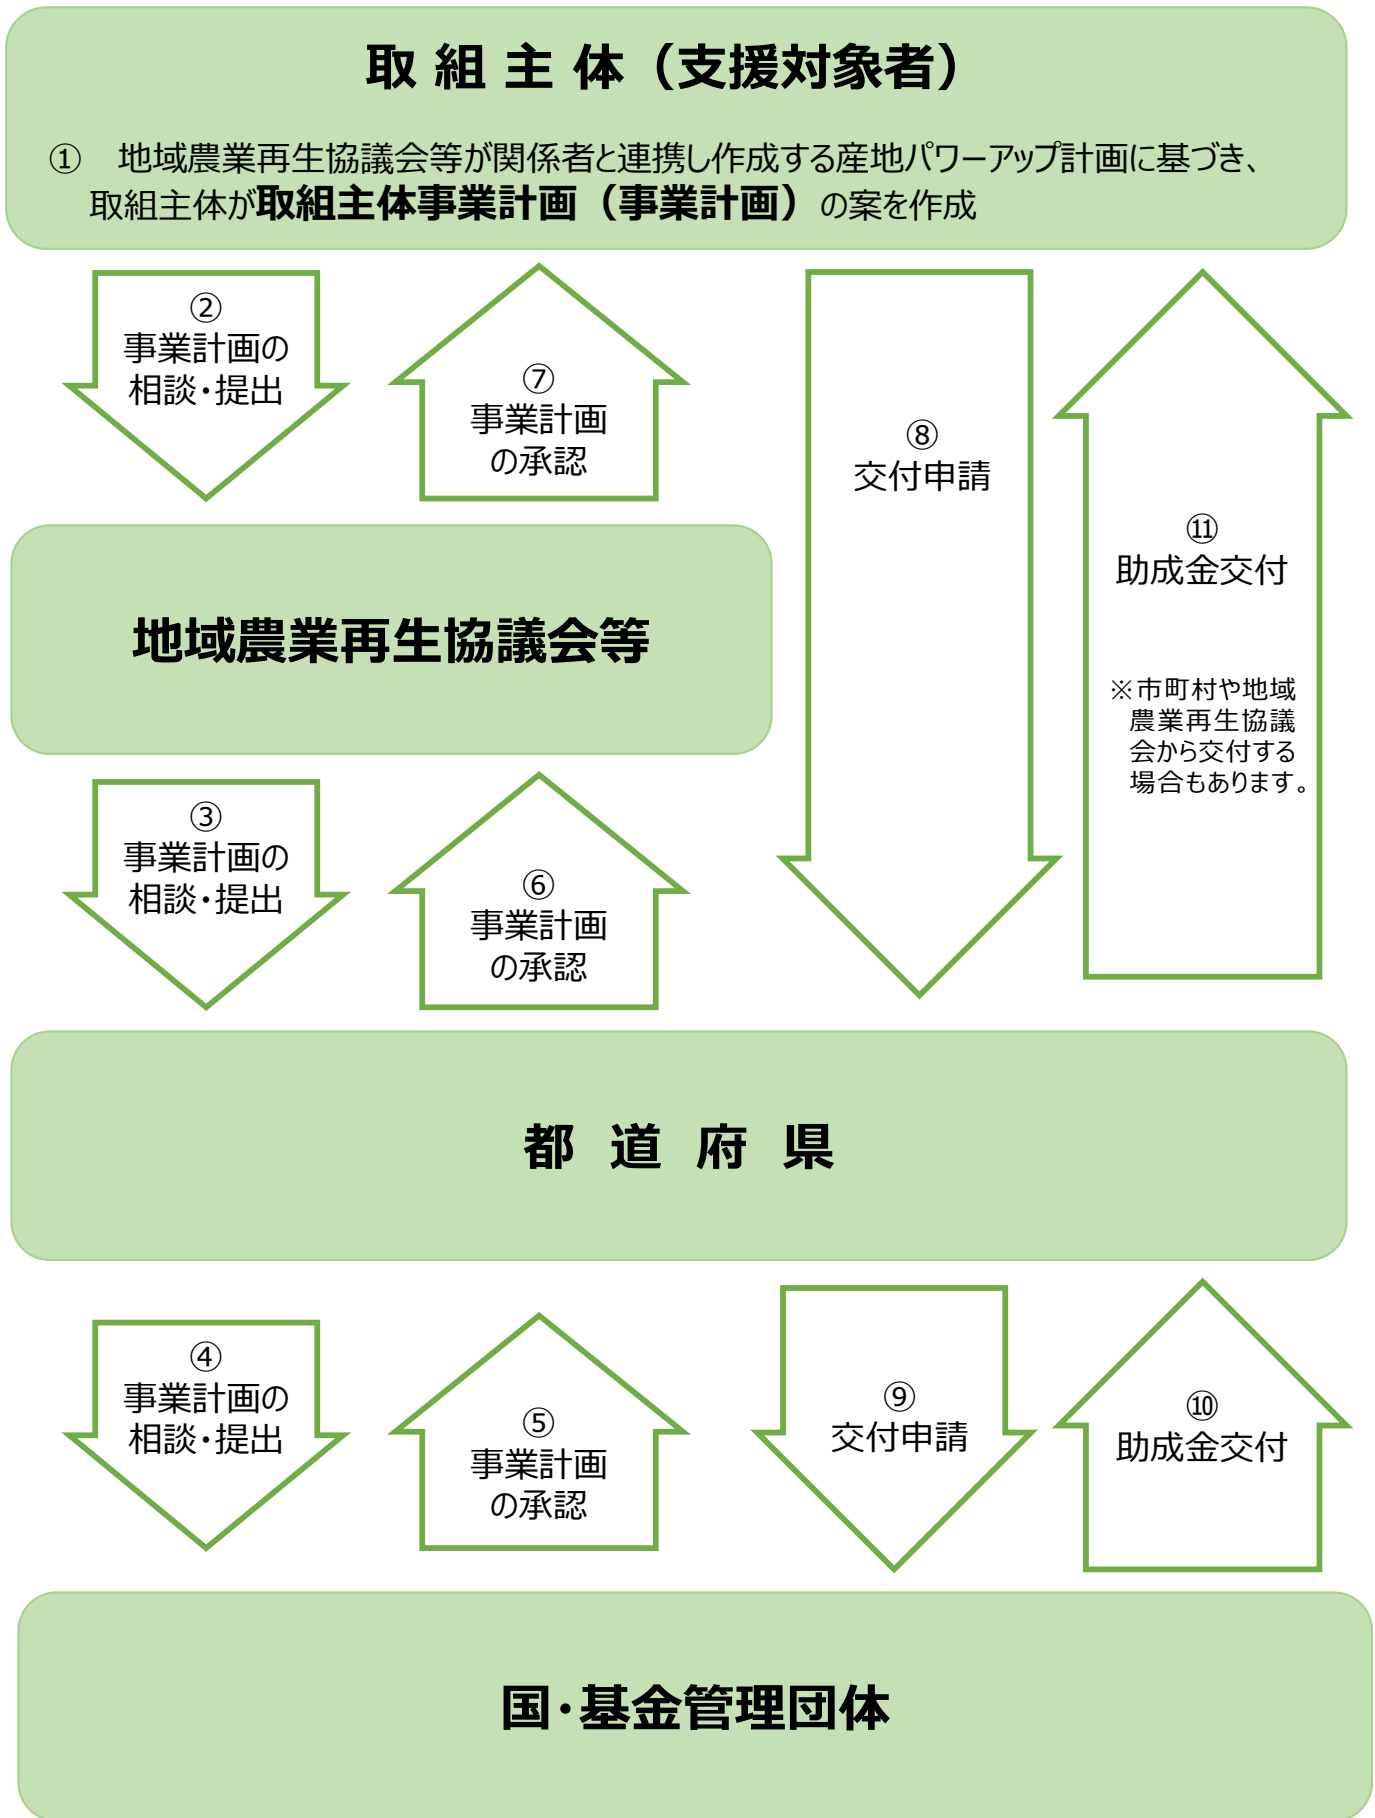 取 組 主 体（支援対象者）
①　地域農業再生協議会等が関係者と連携し作成する産地パワーアップ計画に基づき、
取組主体が取組主体事業計画（事業計画）の案を作成
②
事業計画の
相談・提出
⑦
事業計画
の承認
⑧
交付申請
⑪
助成金交付
※市町村や地域
農業再生協議
会から交付する
場合もあります。
地域農業再生協議会等
③
事業計画の
相談・提出
⑥
事業計画
の承認
都 道 府 県
④
事業計画の
相談・提出
⑤
事業計画
の承認
⑨
交付申請
⑩
助成金交付
国・基金管理団体